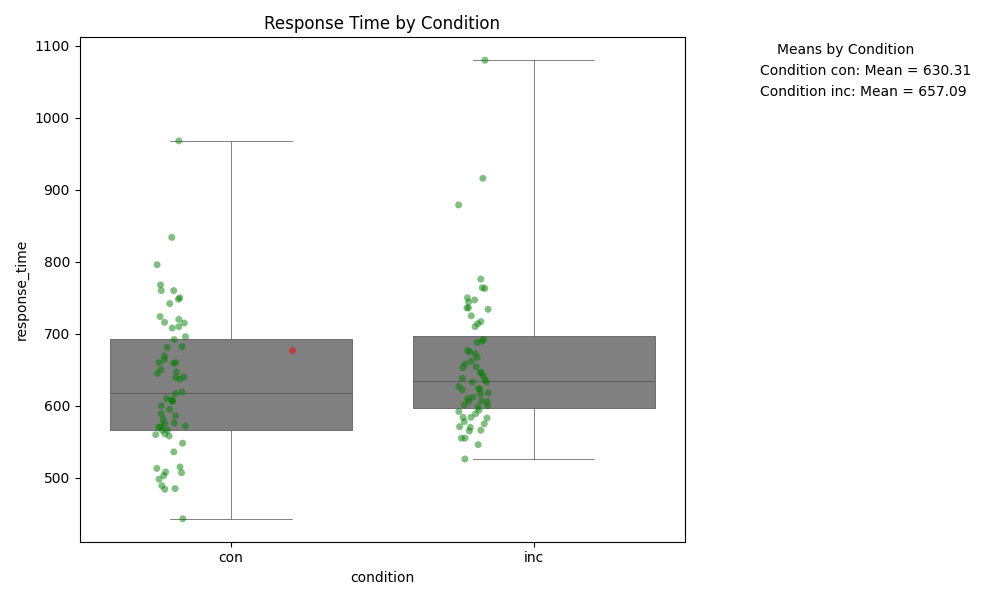 Response Time by Condition
1100
1000
900
800
700
600
500
response_time
con
inc
condition
Means by Condition
Condition con: Mean = 630.31
Condition inc: Mean = 657.09